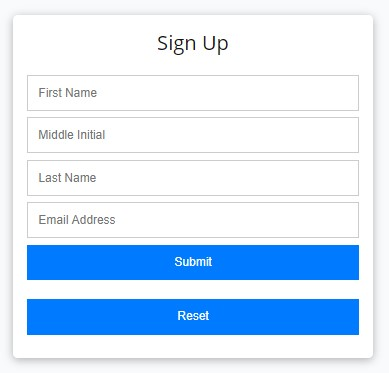 Sign Up
First Name
Middle Initial
Last Name
Email Address
Submit
Reset